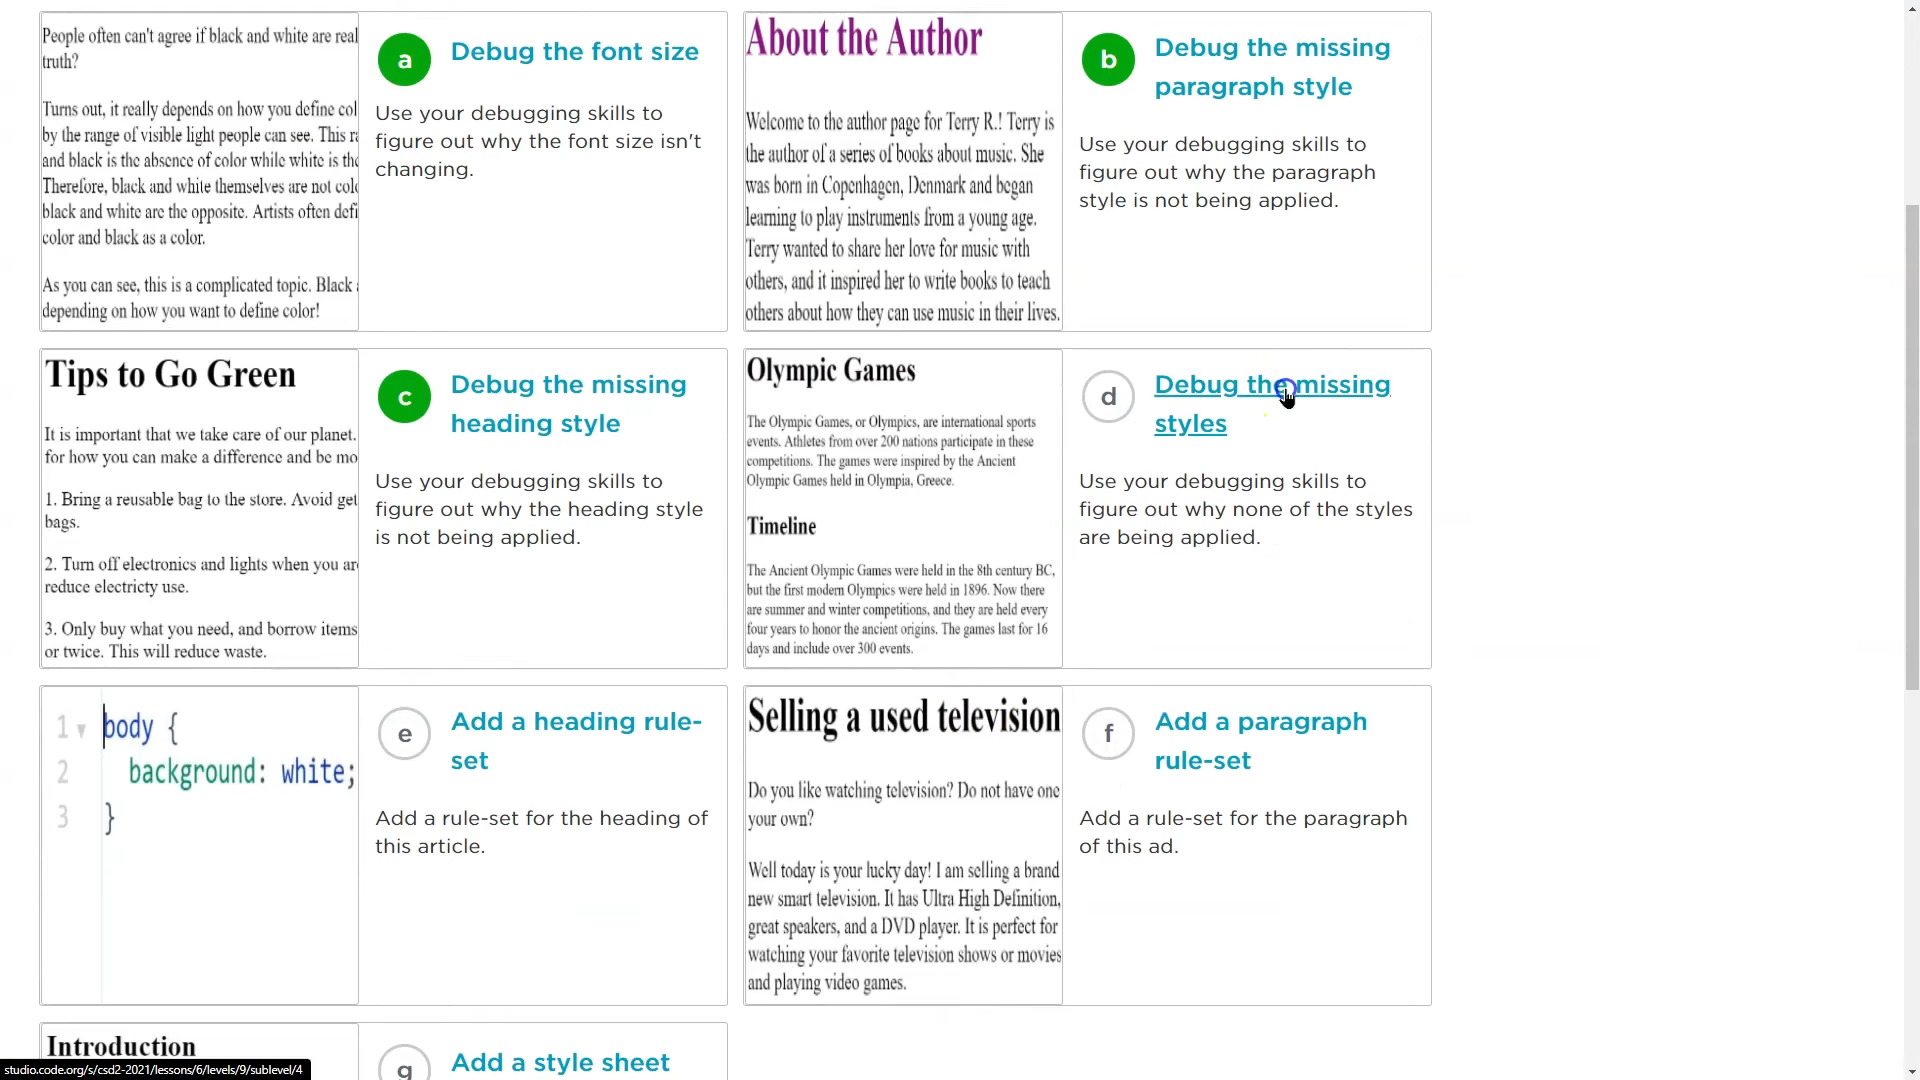 People often can't agree if black and white are real
truth?
Turns out, it really depends on how you define col
by the range of visible light people can see. This ra
and black is the absence of color while white is the
Therefore, black and white themselves are not colo
black and white are the opposite. Artists often defi
color and black as a color.
As you can see, this is a complicated topic. Black a
depending on how you want to define color!
a
Debug the font size
Use your debugging skills to
figure out why the font size isn't
changing.
About the Author
Welcome to the author page for Terry R.! Terry is
the author of a series of books about music. She
was born in Copenhagen, Denmark and began
learning to play instruments from a young age.
Terry wanted to share her love for music with
others, and it inspired her to write books to teach
others about how they can use music in their lives.
b
Debug the missing
paragraph style
Use your debugging skills to
figure out why the paragraph
style is not being applied.
Tips to Go Green
It is important that we take care of our planet.
for how you can make a difference and be mo
1. Bring a reusable bag to the store. Avoid get
bags.
2. Turn off electronics and lights when you are
reduce electricty use.
3. Only buy what you need, and borrow items
or twice. This will reduce waste.
c
Debug the missing
heading style
Use your debugging skills to
figure out why the heading style
is not being applied.
Olympic Games
The Olympic Games, or Olympics, are international sports
events. Athletes from over 200 nations participate in these
competitions. The games were inspired by the Ancient
Olympic Games held in Olympia, Greece.
Timeline
The Ancient Olympic Games were held in the 8th century BC,
but the first modern Olympics were held in 1896. Now there
are summer and winter competitions, and they are held every
four years to honor the ancient origins. The games last for 16
days and include over 300 events.
d
Debug the missing
styles
Use your debugging skills to
figure out why none of the styles
are being applied.
1 body {
2 background: white;
3 }
e
Add a heading rule-
set
Add a rule-set for the heading of
this article.
Selling a used television
Do you like watching television? Do not have one
your own?
Well today is your lucky day! I am selling a brand
new smart television. It has Ultra High Definition,
great speakers, and a DVD player. It is perfect for
watching your favorite television shows or movies
and playing video games.
f
Add a paragraph
rule-set
Add a rule-set for the paragraph
of this ad.
Introduction
g
Add a style sheet
studio.code.org/s/csd2-2021/lessons/6/levels/9/sublevel/4